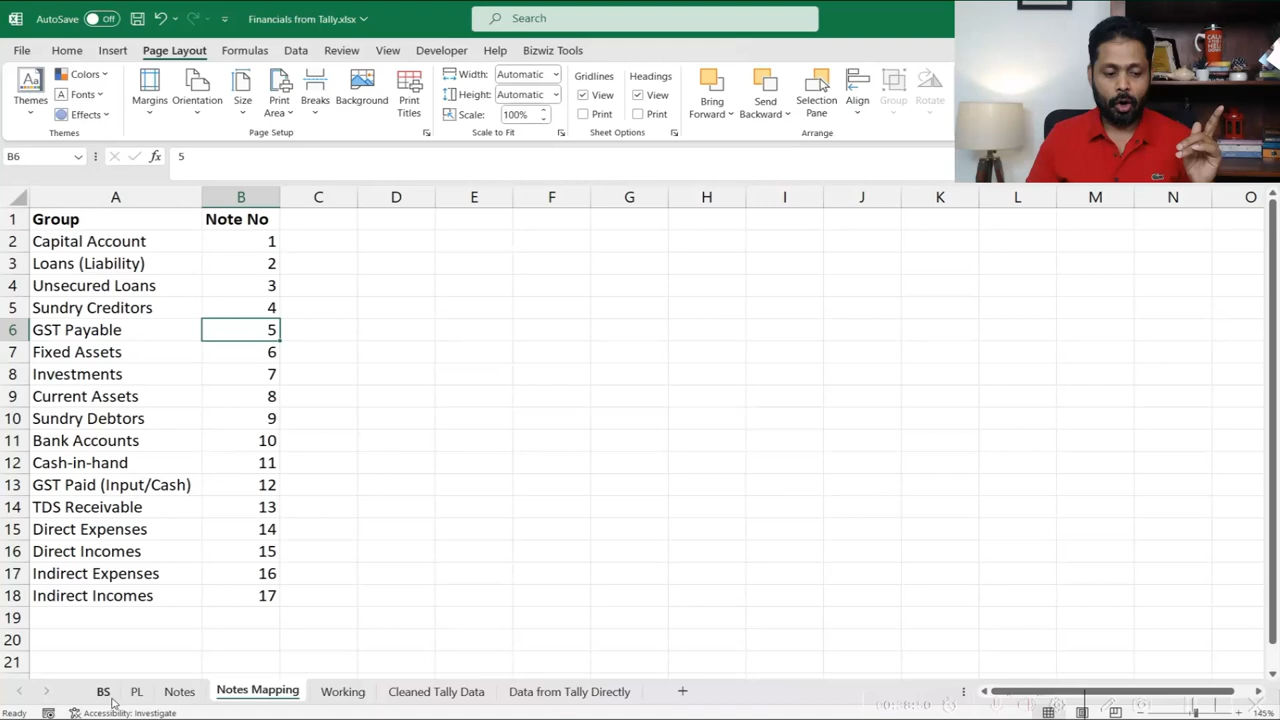 AutoSave Off Financials from Tally.xlsx Search
File Home Insert Page Layout Formulas Data Review View Developer Help Bizwiz Tools
Themes Colors Fonts Effects Margins Orientation Size Print Area Breaks Background Print Titles Width: Automatic Height: Automatic Scale: 100% Gridlines View Print Headings View Print Bring Forward Send Backward Selection Pane Align Group Rotate
Themes Page Setup Scale to Fit Sheet Options Arrange
B6 fx 5
A B C D E F G H I J K L M N O
1 Group Note No
2 Capital Account 1
3 Loans (Liability) 2
4 Unsecured Loans 3
5 Sundry Creditors 4
6 GST Payable 5
7 Fixed Assets 6
8 Investments 7
9 Current Assets 8
10 Sundry Debtors 9
11 Bank Accounts 10
12 Cash-in-hand 11
13 GST Paid (Input/Cash) 12
14 TDS Receivable 13
15 Direct Expenses 14
16 Direct Incomes 15
17 Indirect Expenses 16
18 Indirect Incomes 17
19
20
21
BS PL Notes Notes Mapping Working Cleaned Tally Data Data from Tally Directly
Ready Accessibility: Investigate 145%